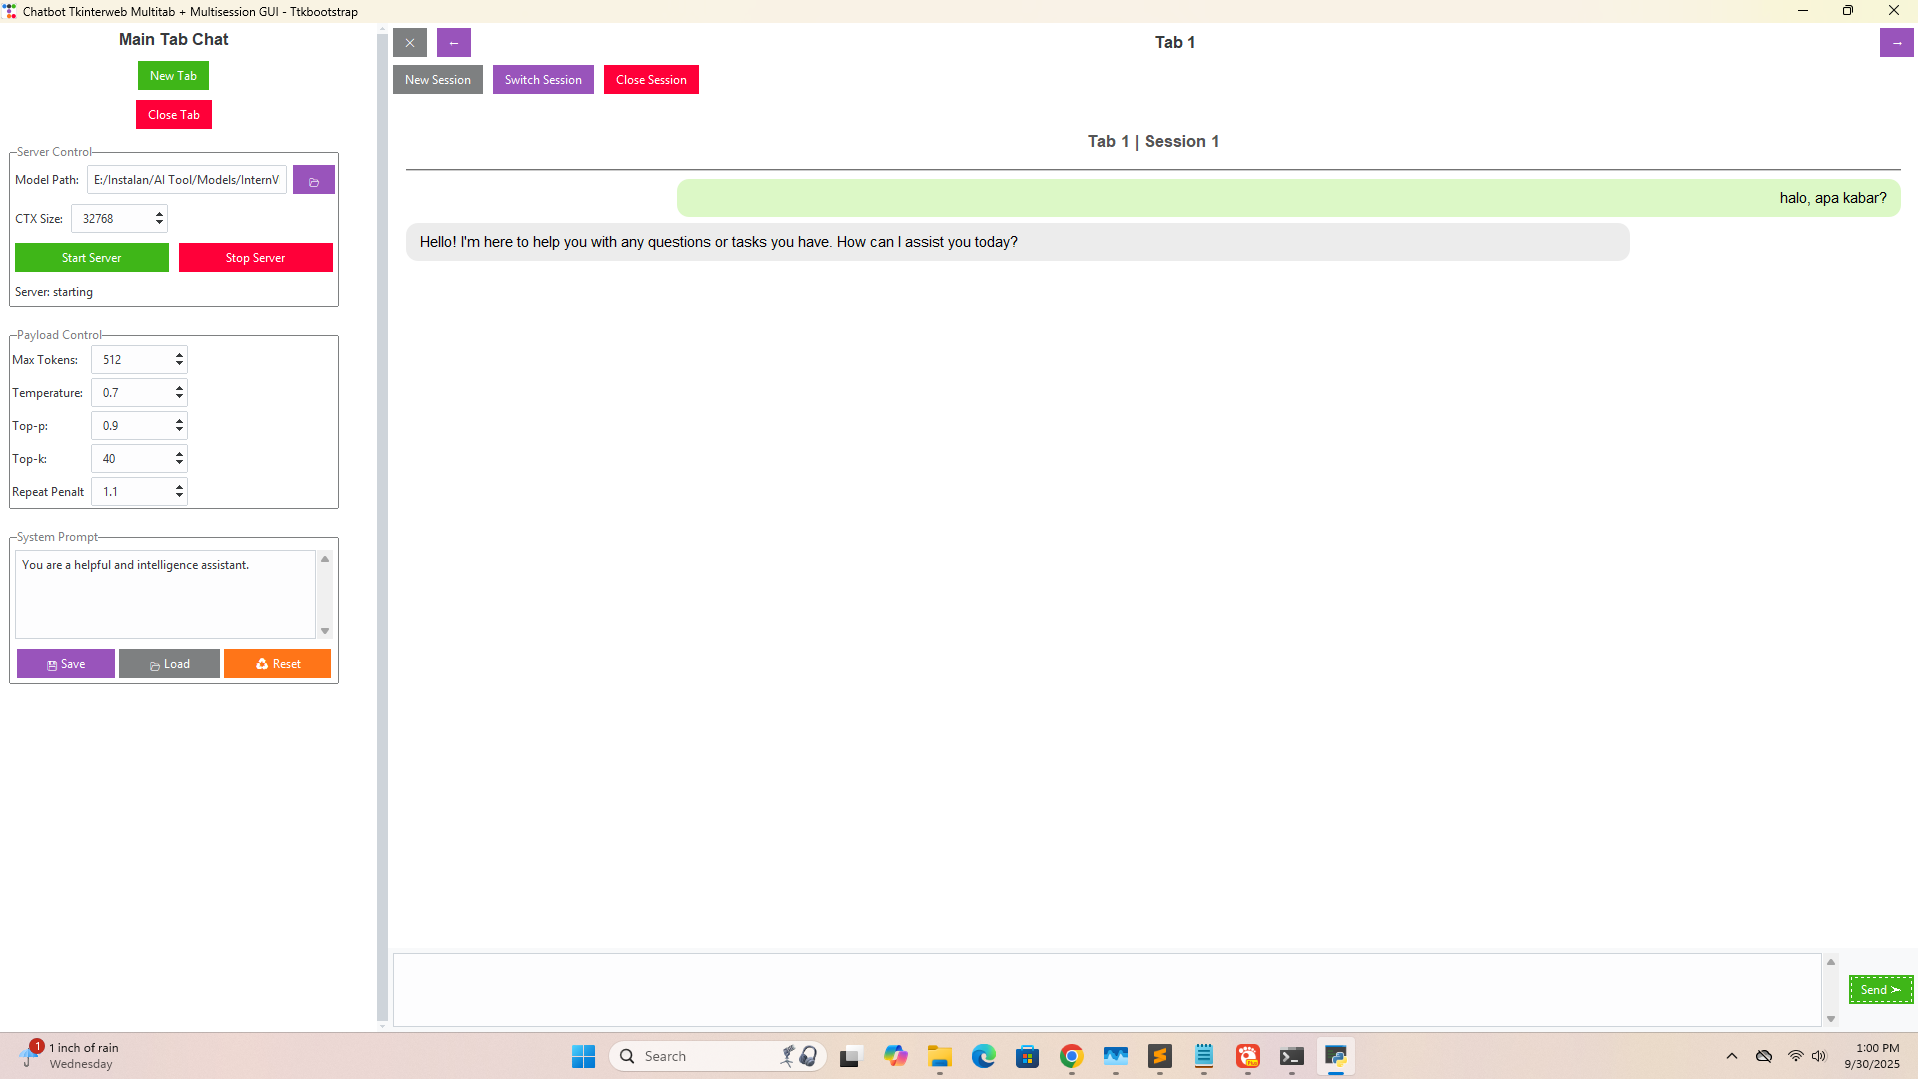 Chatbot Tkinterweb Multitab + Multisession GUI - Ttkbootstrap
Main Tab Chat
New Tab
Close Tab
Server Control
Model Path: E:/Instalan/AI Tool/Models/InternV
CTX Size: 32768
Start Server Stop Server
Server: starting
Payload Control
Max Tokens: 512
Temperature: 0.7
Top-p: 0.9
Top-k: 40
Repeat Penalt 1.1
System Prompt
You are a helpful and intelligence assistant.
Save Load Reset
× ← Tab 1 →
New Session Switch Session Close Session
Tab 1 | Session 1
halo, apa kabar?
Hello! I'm here to help you with any questions or tasks you have. How can I assist you today?
Send ➢
1
1 inch of rain
Wednesday
Search
1:00 PM
9/30/2025